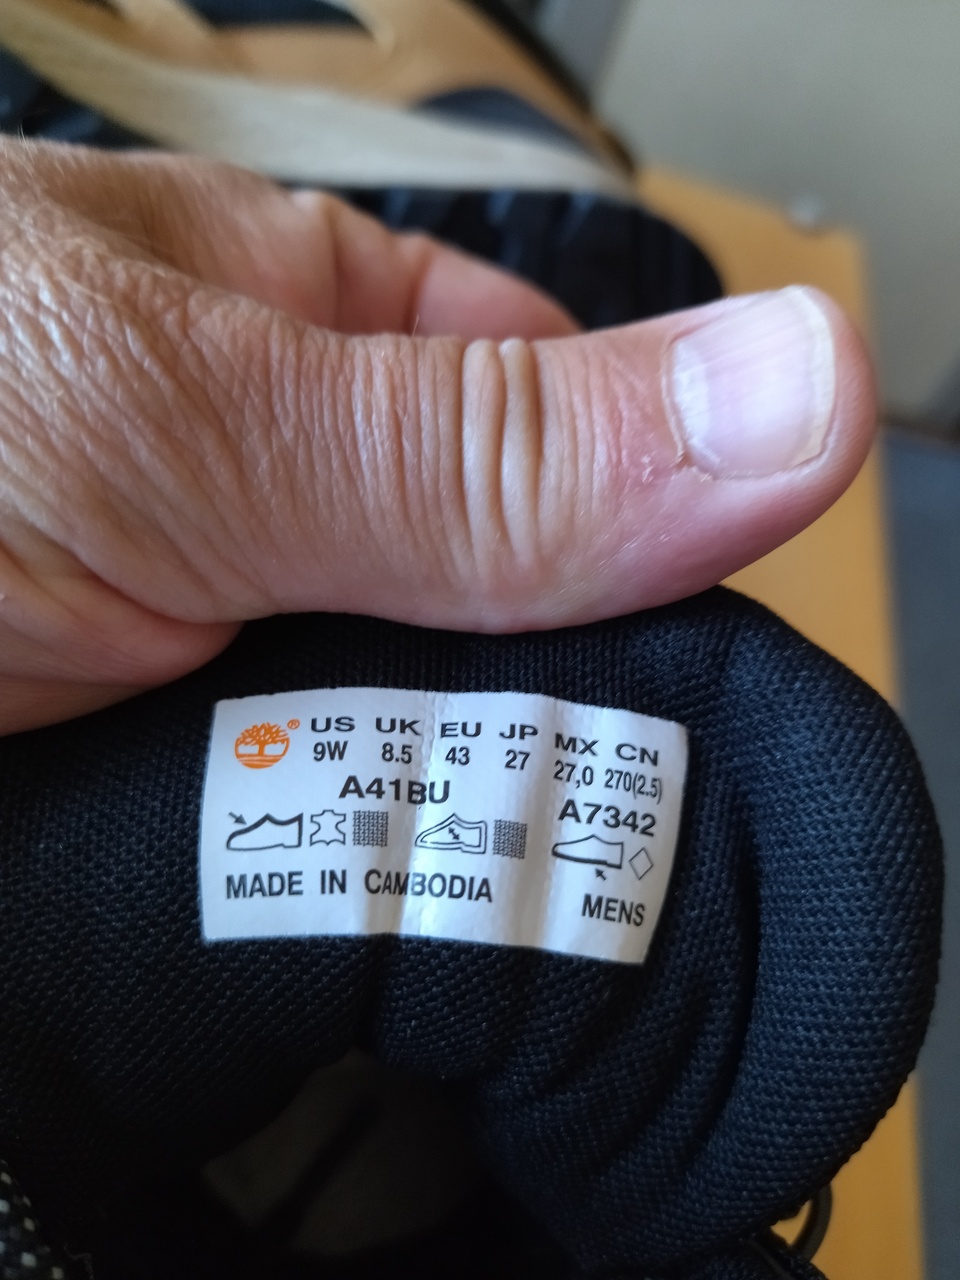 ® US UK EU JP MX CN
9W 8.5 43 27 27,0 270(2.5)
A41BU A7342
MADE IN CAMBODIA MENS